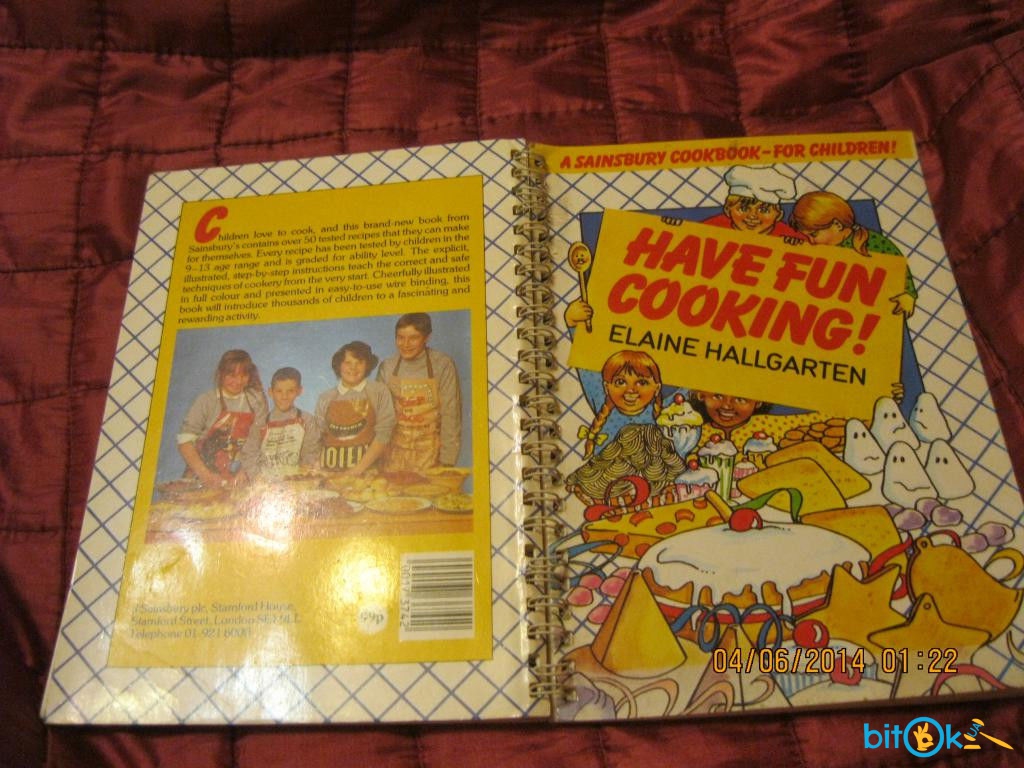 Children love to cook, and this brand-new book from
Sainsbury's contains over 50 tested recipes that they can make
for themselves. Every recipe has been tested by children in the
9–13 age range and is graded for ability level. The explicit,
illustrated, step-by-step instructions teach the correct and safe
techniques of cookery from the very start. Cheerfully illustrated
in full colour and presented in easy-to-use wire binding, this
book will introduce thousands of children to a fascinating and
rewarding activity.
J Sainsbury plc, Stamford House,
Stamford Street, London SE1 9LL
Telephone 01-921 6000
99p
00173742
A SAINSBURY COOKBOOK–FOR CHILDREN!
HAVE FUN
COOKING!
ELAINE HALLGARTEN
04/06/2014 01:22
bitOk
UA